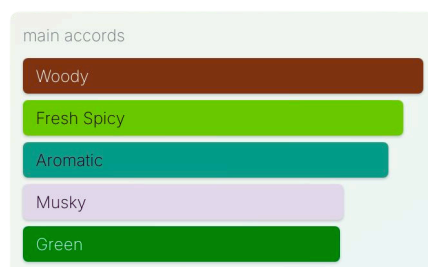 main accords
Woody
Fresh Spicy
Aromatic
Musky
Green